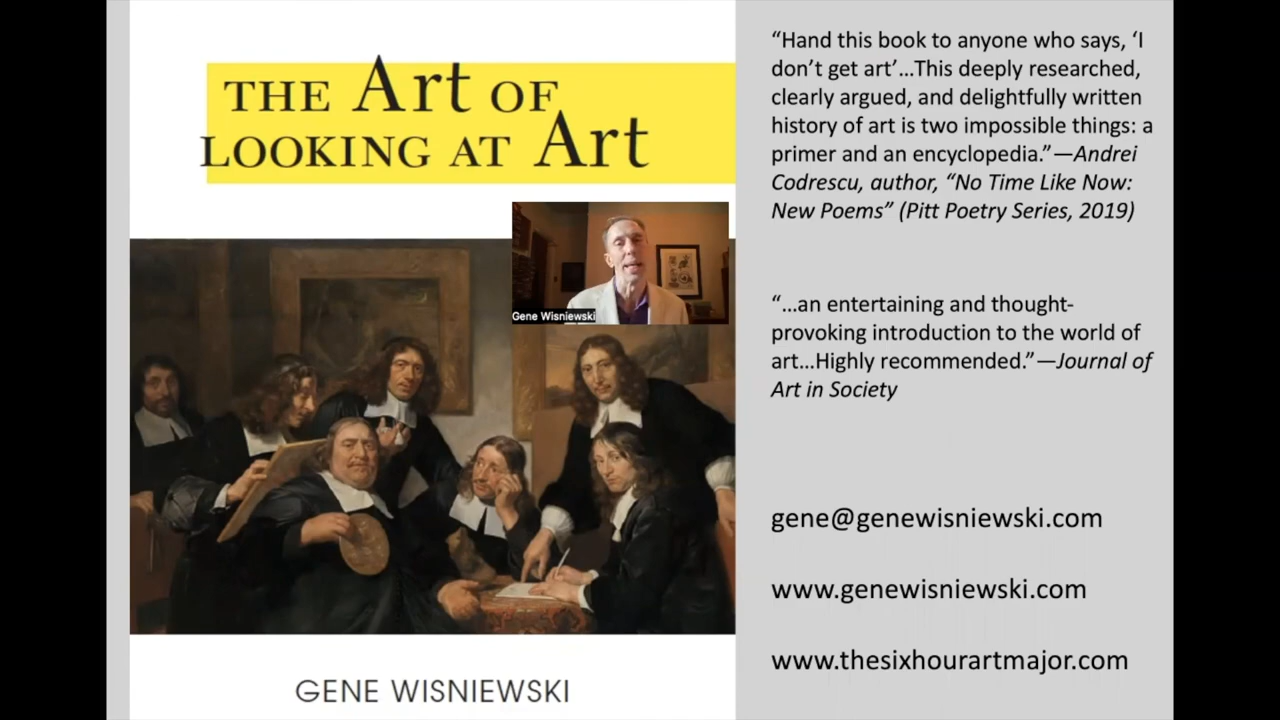 THE Art OF
LOOKING AT Art
Gene Wisniewski
GENE WISNIEWSKI
“Hand this book to anyone who says, ‘I
don’t get art’…This deeply researched,
clearly argued, and delightfully written
history of art is two impossible things: a
primer and an encyclopedia.”—Andrei
Codrescu, author, “No Time Like Now:
New Poems” (Pitt Poetry Series, 2019)
“…an entertaining and thought-
provoking introduction to the world of
art…Highly recommended.”—Journal of
Art in Society
gene@genewisniewski.com
www.genewisniewski.com
www.thesixhourartmajor.com